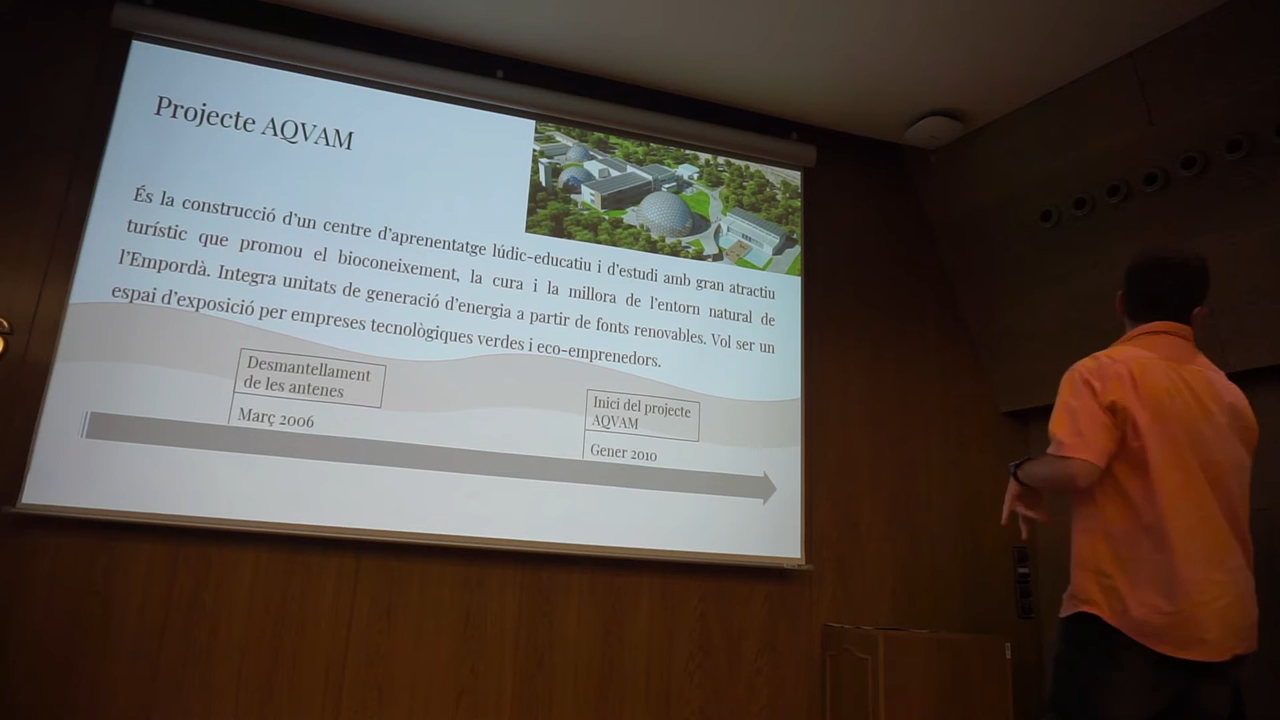 Projecte AQVAM
És la construcció d'un centre d'aprenentatge lúdic-educatiu i d'estudi amb gran atractiu
turístic que promou el bioconeixement, la cura i la millora de l'entorn natural de
l'Empordà. Integra unitats de generació d'energia a partir de fonts renovables. Vol ser un
espai d'exposició per empreses tecnològiques verdes i eco-emprenedors.
Desmantellament
de les antenes
Març 2006
Inici del projecte
AQVAM
Gener 2010